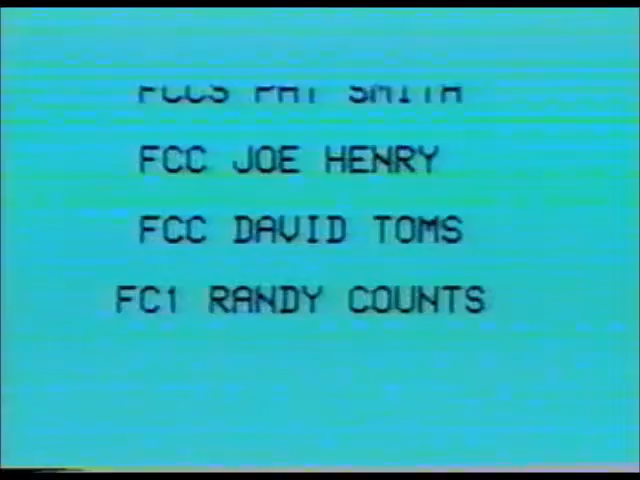 FCCS PAT SMITH
FCC JOE HENRY
FCC DAVID TOMS
FC1 RANDY COUNTS